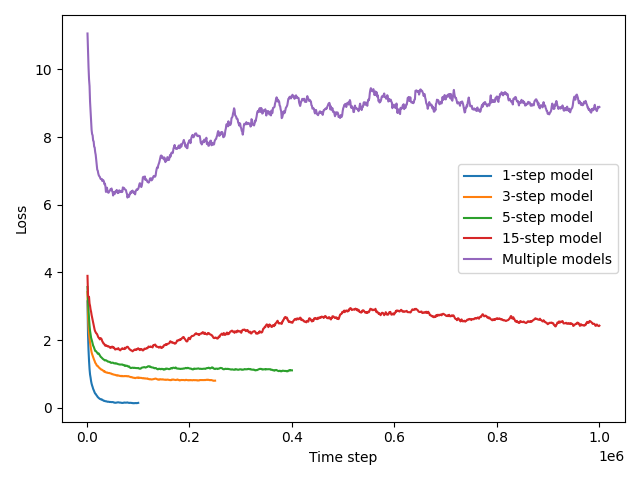 10
8
6
4
2
0
Loss
1-step model
3-step model
5-step model
15-step model
Multiple models
0.0 0.2 0.4 0.6 0.8 1.0
1e6
Time step